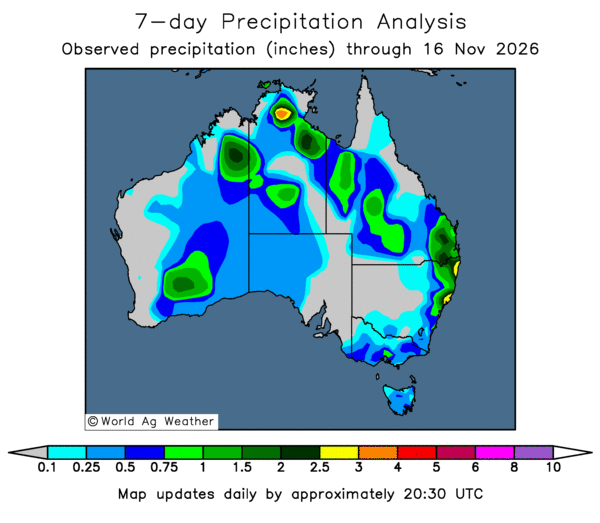 7-day Precipitation Analysis
Observed precipitation (inches) through 16 Nov 2026
©World Ag Weather
0.1 0.25 0.5 0.75 1 1.5 2 2.5 3 4 5 6 8 10
Map updates daily by approximately 20:30 UTC